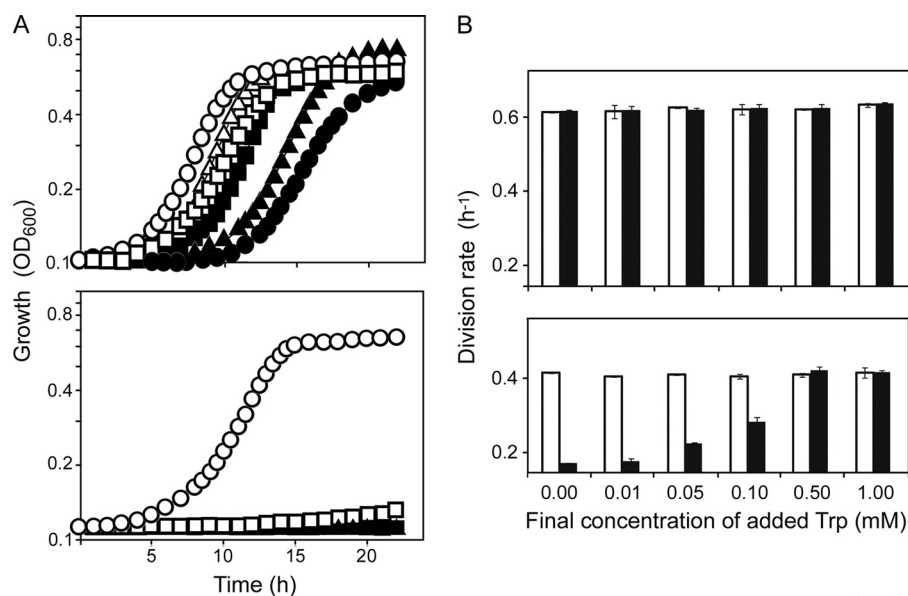 A
0.8
0.4
0.2
0.1
0.8
0.4
0.2
0.1
Growth (OD600)
5 10 15 20
Time (h)
B
0.6
0.2
0.4
0.2
Division rate (h-1)
0.00 0.01 0.05 0.10 0.50 1.00
Final concentration of added Trp (mM)